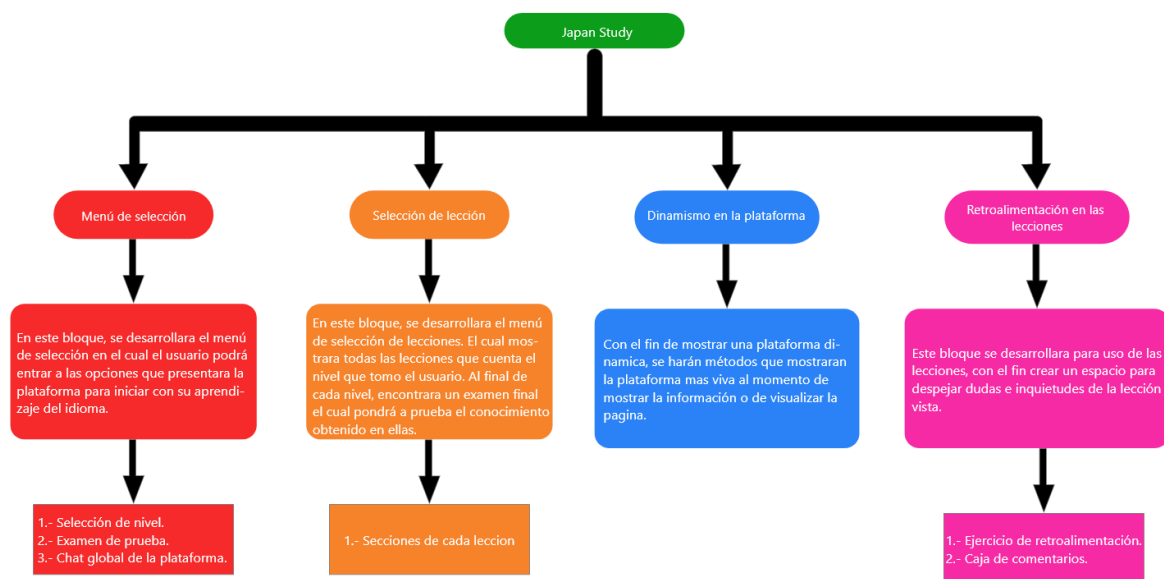 Japan Study
Menú de selección
Selección de lección
Dinamismo en la plataforma
Retroalimentación en las
lecciones
En este bloque, se desarrollara el menú
de selección en el cual el usuario podrá
entrar a las opciones que presentara la
plataforma para iniciar con su aprendi-
zaje del idioma.
En este bloque, se desarrollara el menú
de selección de lecciones. El cual mos-
trara todas las lecciones que cuenta el
nivel que tomo el usuario. Al final de
cada nivel, encontrara un examen final
el cual pondrá a prueba el conocimiento
obtenido en ellas.
Con el fin de mostrar una plataforma di-
namica, se harán métodos que mostraran
la plataforma mas viva al momento de
mostrar la información o de visualizar la
pagina.
Este bloque se desarrollara para uso de las
lecciones, con el fin crear un espacio para
despejar dudas e inquietudes de la lección
vista.
1.- Selección de nivel.
2.- Examen de prueba.
3.- Chat global de la plataforma.
1.- Secciones de cada leccion
1.- Ejercicio de retroalimentación.
2.- Caja de comentarios.